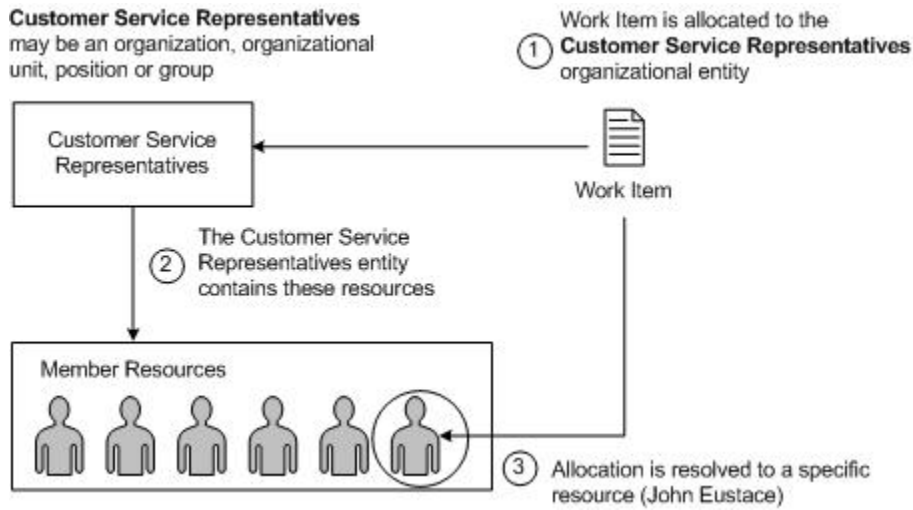 Customer Service Representatives
may be an organization, organizational
unit, position or group
Work Item is allocated to the
1
Customer Service Representatives
organizational entity
Customer Service
Representatives
Work Item
The Customer Service
2
Representatives entity
contains these resources
Member Resources
3
Allocation is resolved to a specific
resource (John Eustace)